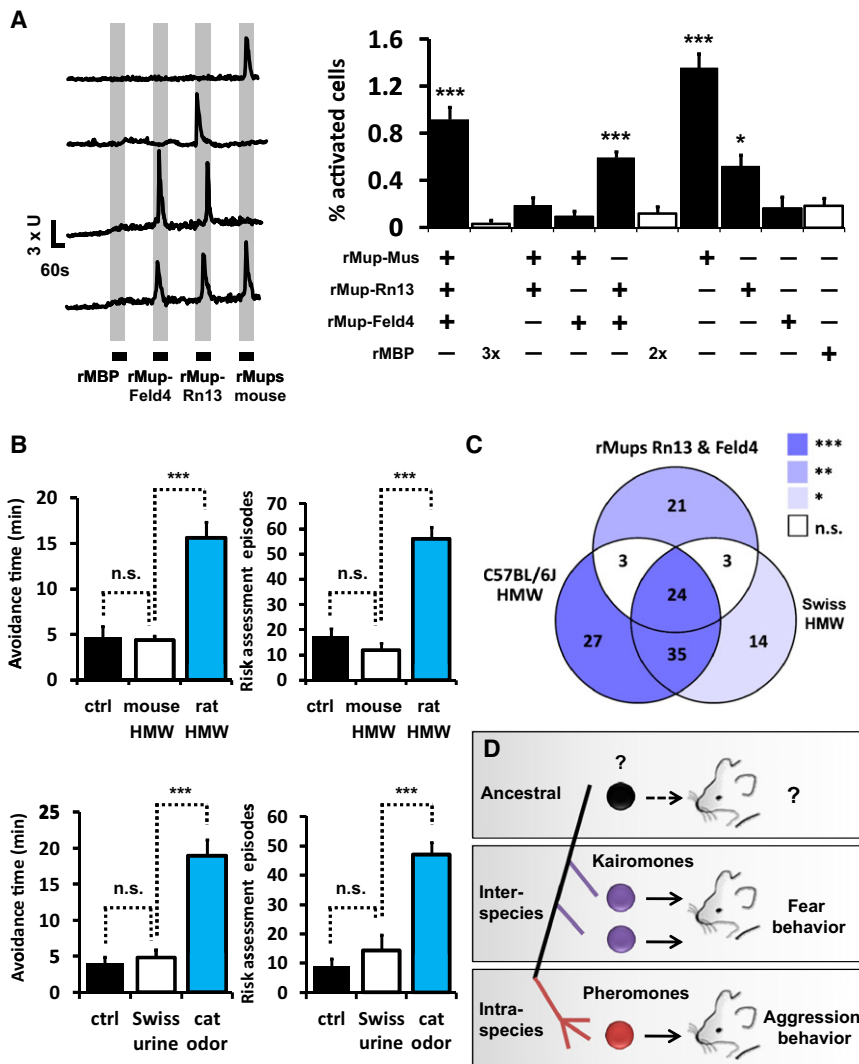 A
3 x U
60s
rMBP rMup- rMup- rMups
Feld4 Rn13 mouse
% activated cells
1.6
1.2
0.8
0.4
0
*** *** *** *
rMup-Mus + + + — — + — — —
rMup-Rn13 + + — + — — + — —
rMup-Feld4 + — + + — — — + —
rMBP — 3x — — — 2x — — — +
B
Avoidance time (min)
20
15
10
5
0
n.s.
***
ctrl mouse rat
HMW HMW
Risk assessment episodes
70
60
50
40
30
20
10
0
n.s.
***
ctrl mouse rat
HMW HMW
Avoidance time (min)
25
20
15
10
5
0
n.s.
***
ctrl Swiss cat
urine odor
Risk assessment episodes
60
50
40
30
20
10
0
n.s.
***
ctrl Swiss cat
urine odor
C
rMups Rn13 & Feld4
***
**
*
n.s.
21
C57BL/6J
HMW
3
3
24
Swiss
HMW
27
35
14
D
Ancestral
?
?
Inter-
species
Kairomones
Fear
behavior
Intra-
species
Pheromones
Aggression
behavior